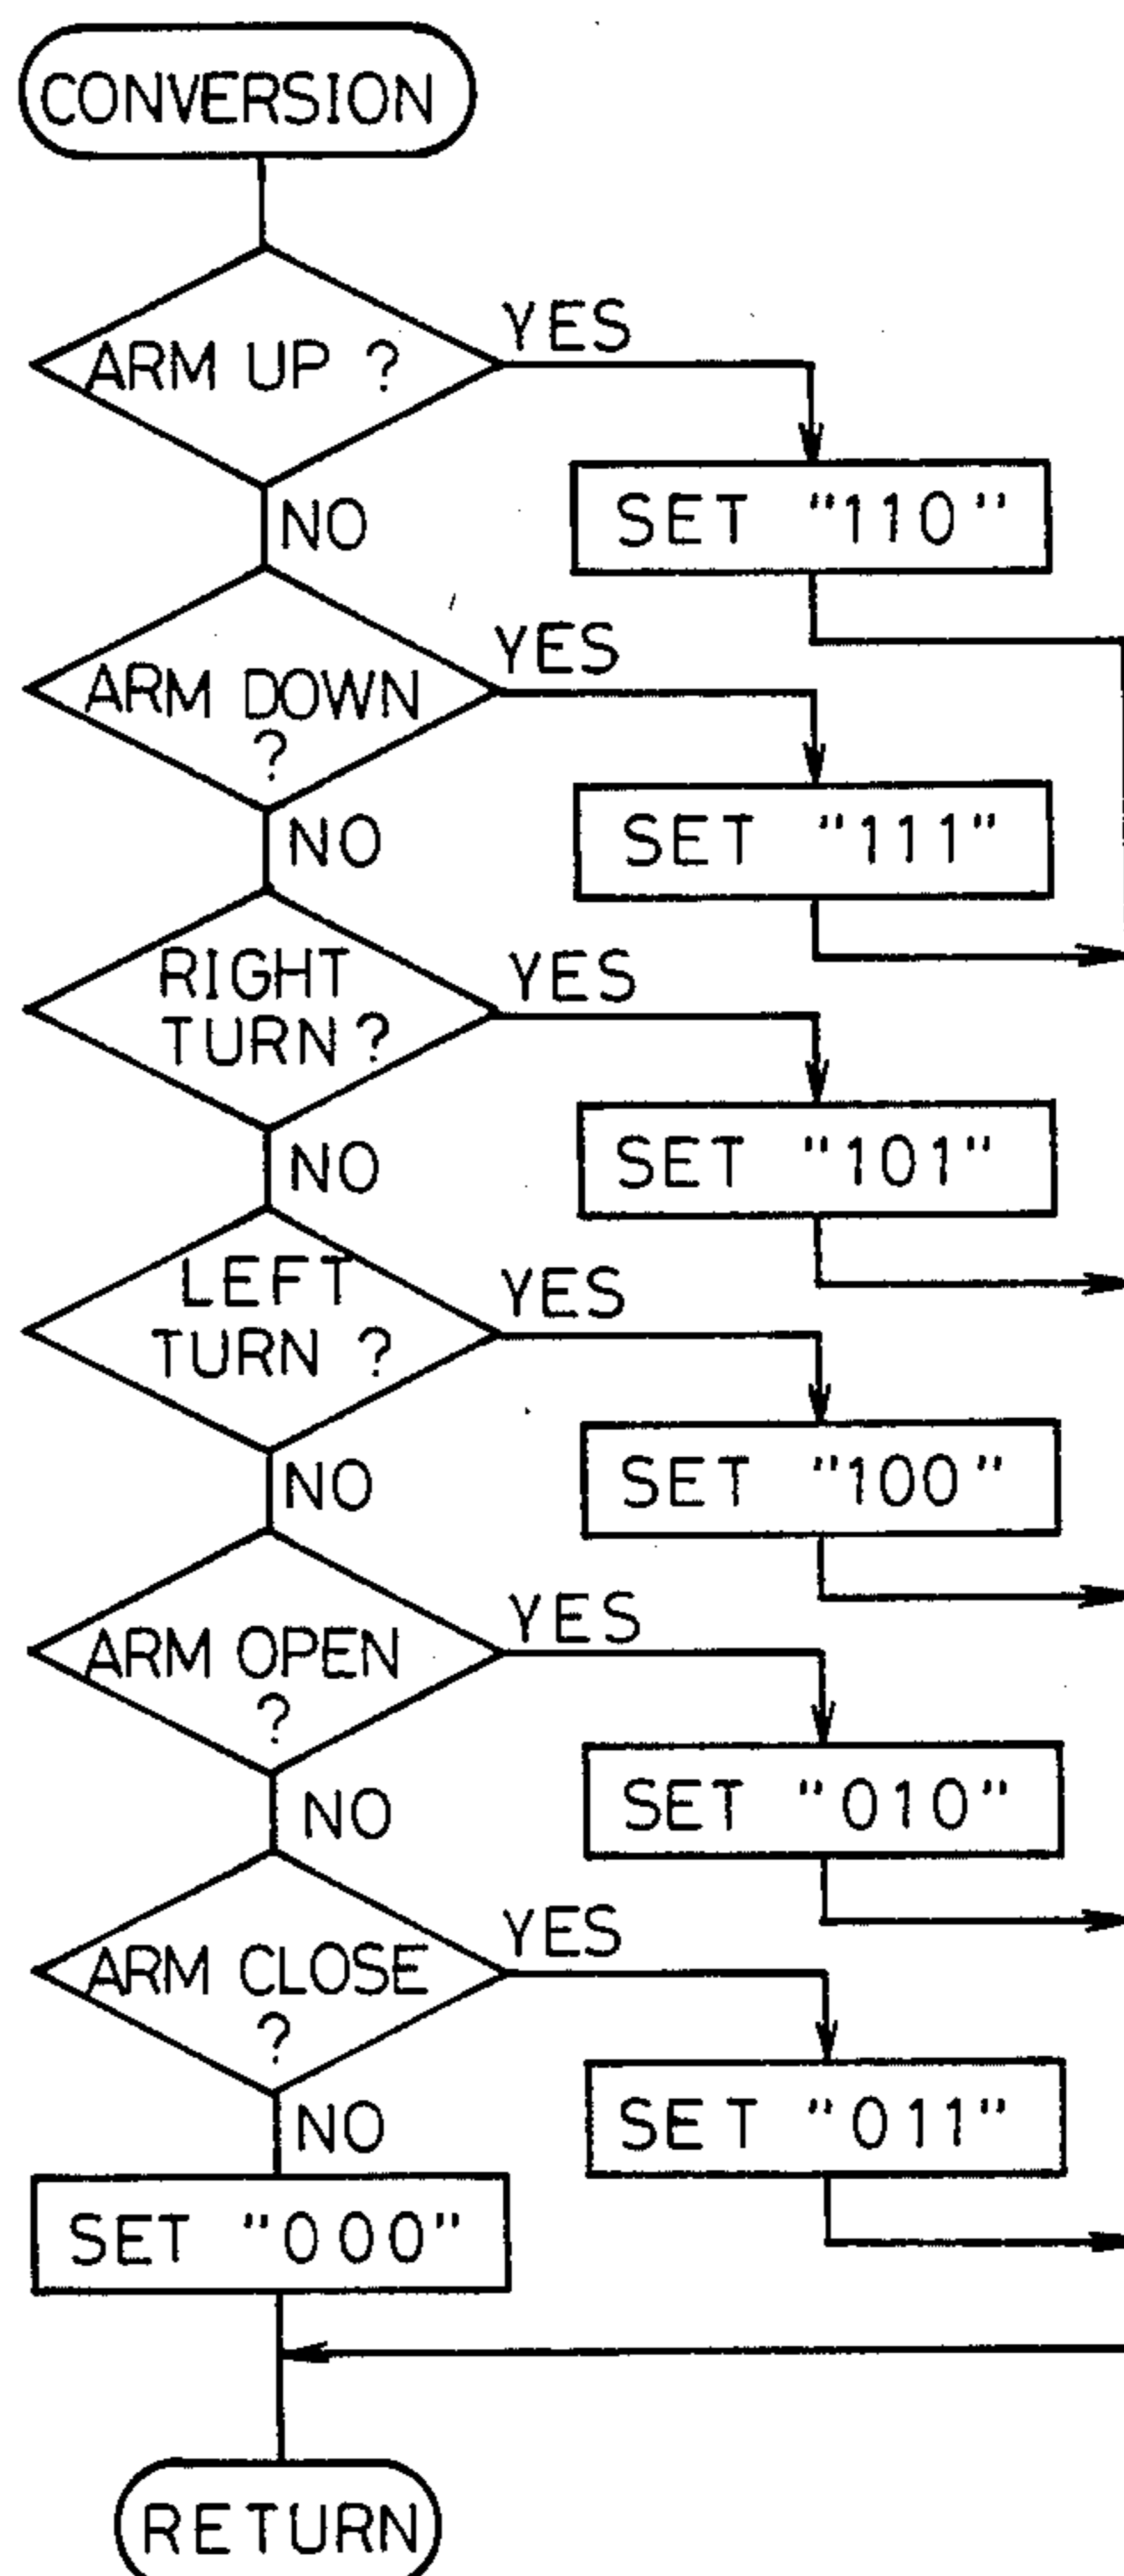 CONVERSION
ARM UP ?
YES
SET "110"
NO
ARM DOWN
?
YES
SET "111"
NO
RIGHT
TURN ?
YES
SET "101"
NO
LEFT
TURN ?
YES
SET "100"
NO
ARM OPEN
?
YES
SET "010"
NO
ARM CLOSE
?
YES
SET "011"
NO
SET "000"
RETURN